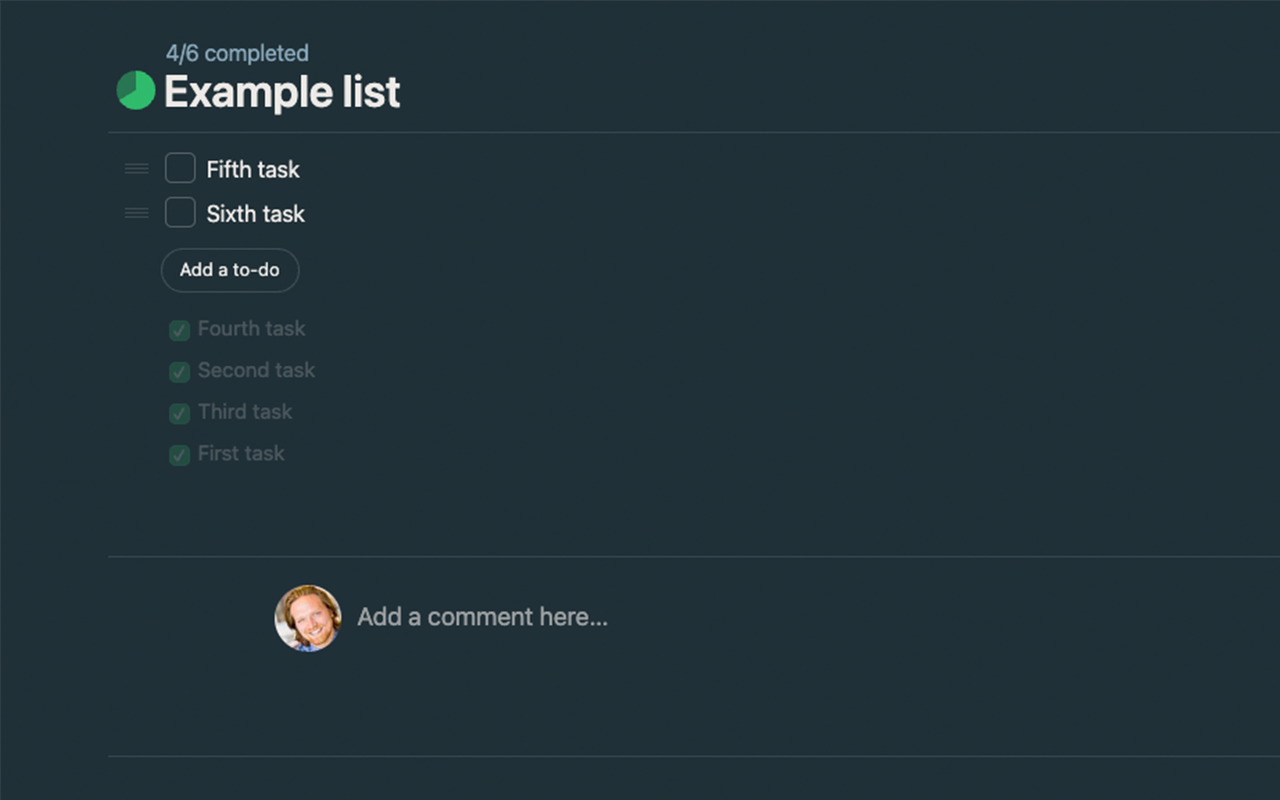 4/6 completed
Example list
Fifth task
Sixth task
Add a to-do
Fourth task
Second task
Third task
First task
Add a comment here...